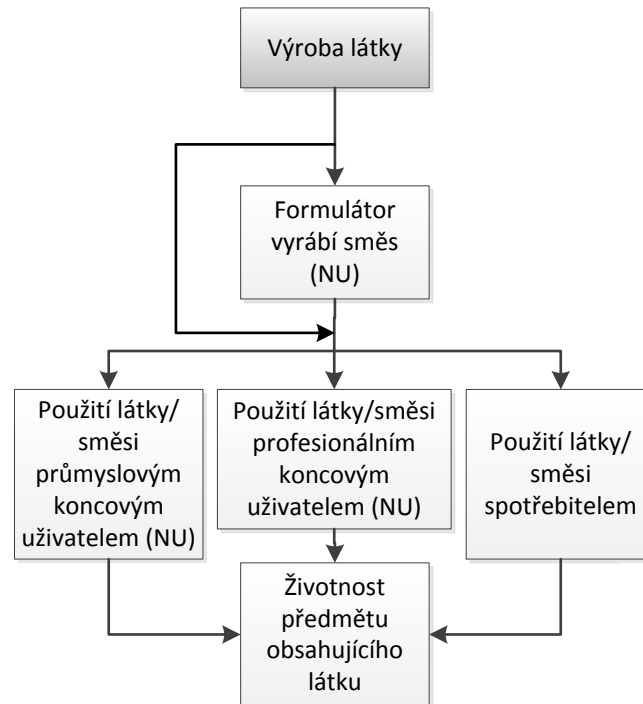 Výroba látky
Formulátor
vyrábí směs
(NU)
Použití látky/
směsi
průmyslovým
koncovým
uživatelem (NU)
Použití látky/směsi
profesionálním
koncovým
uživatelem (NU)
Použití látky/
směsi
spotřebitelem
Životnost
předmětu
obsahujícího
látku